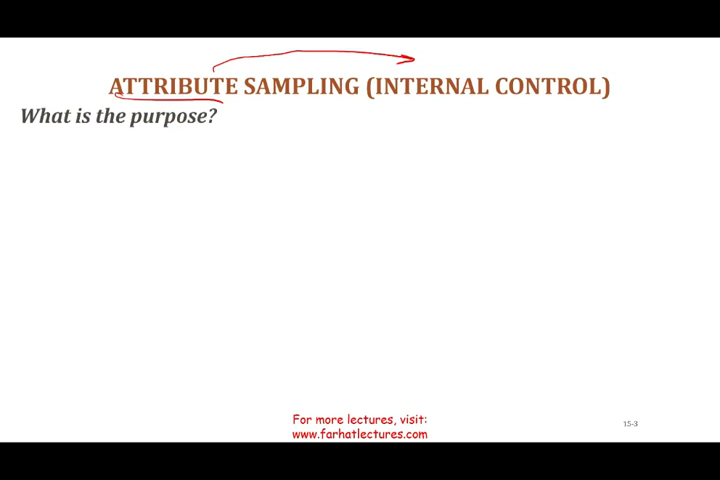 ATTRIBUTE SAMPLING (INTERNAL CONTROL)
What is the purpose?
For more lectures, visit:
www.farhatlectures.com
15-3